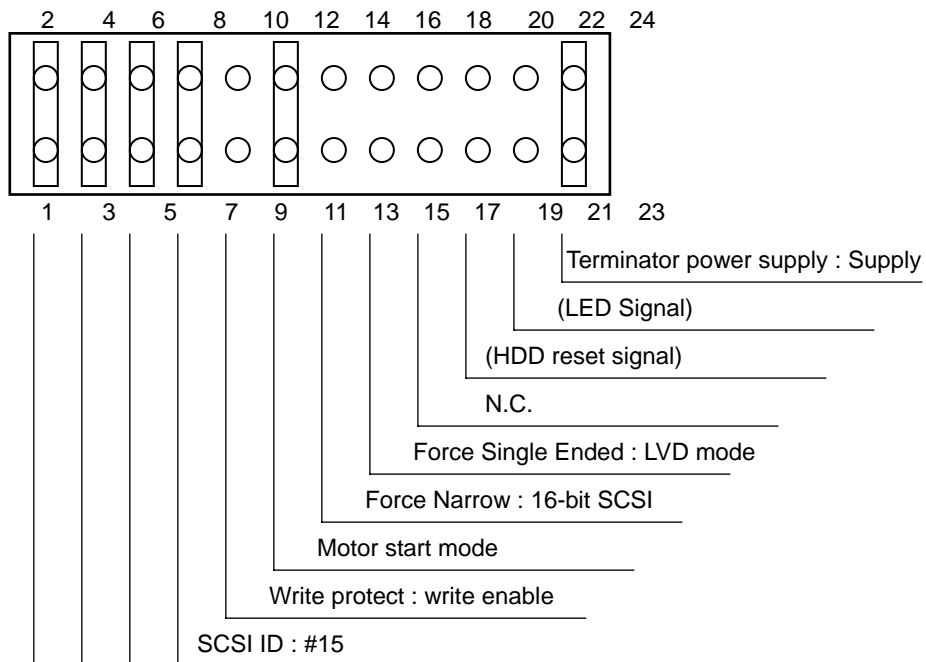 2 4 6 8 10 12 14 16 18 20 22 24
1 3 5 7 9 11 13 15 17 19 21 23
Terminator power supply : Supply
(LED Signal)
(HDD reset signal)
N.C.
Force Single Ended : LVD mode
Force Narrow : 16-bit SCSI
Motor start mode
Write protect : write enable
SCSI ID : #15